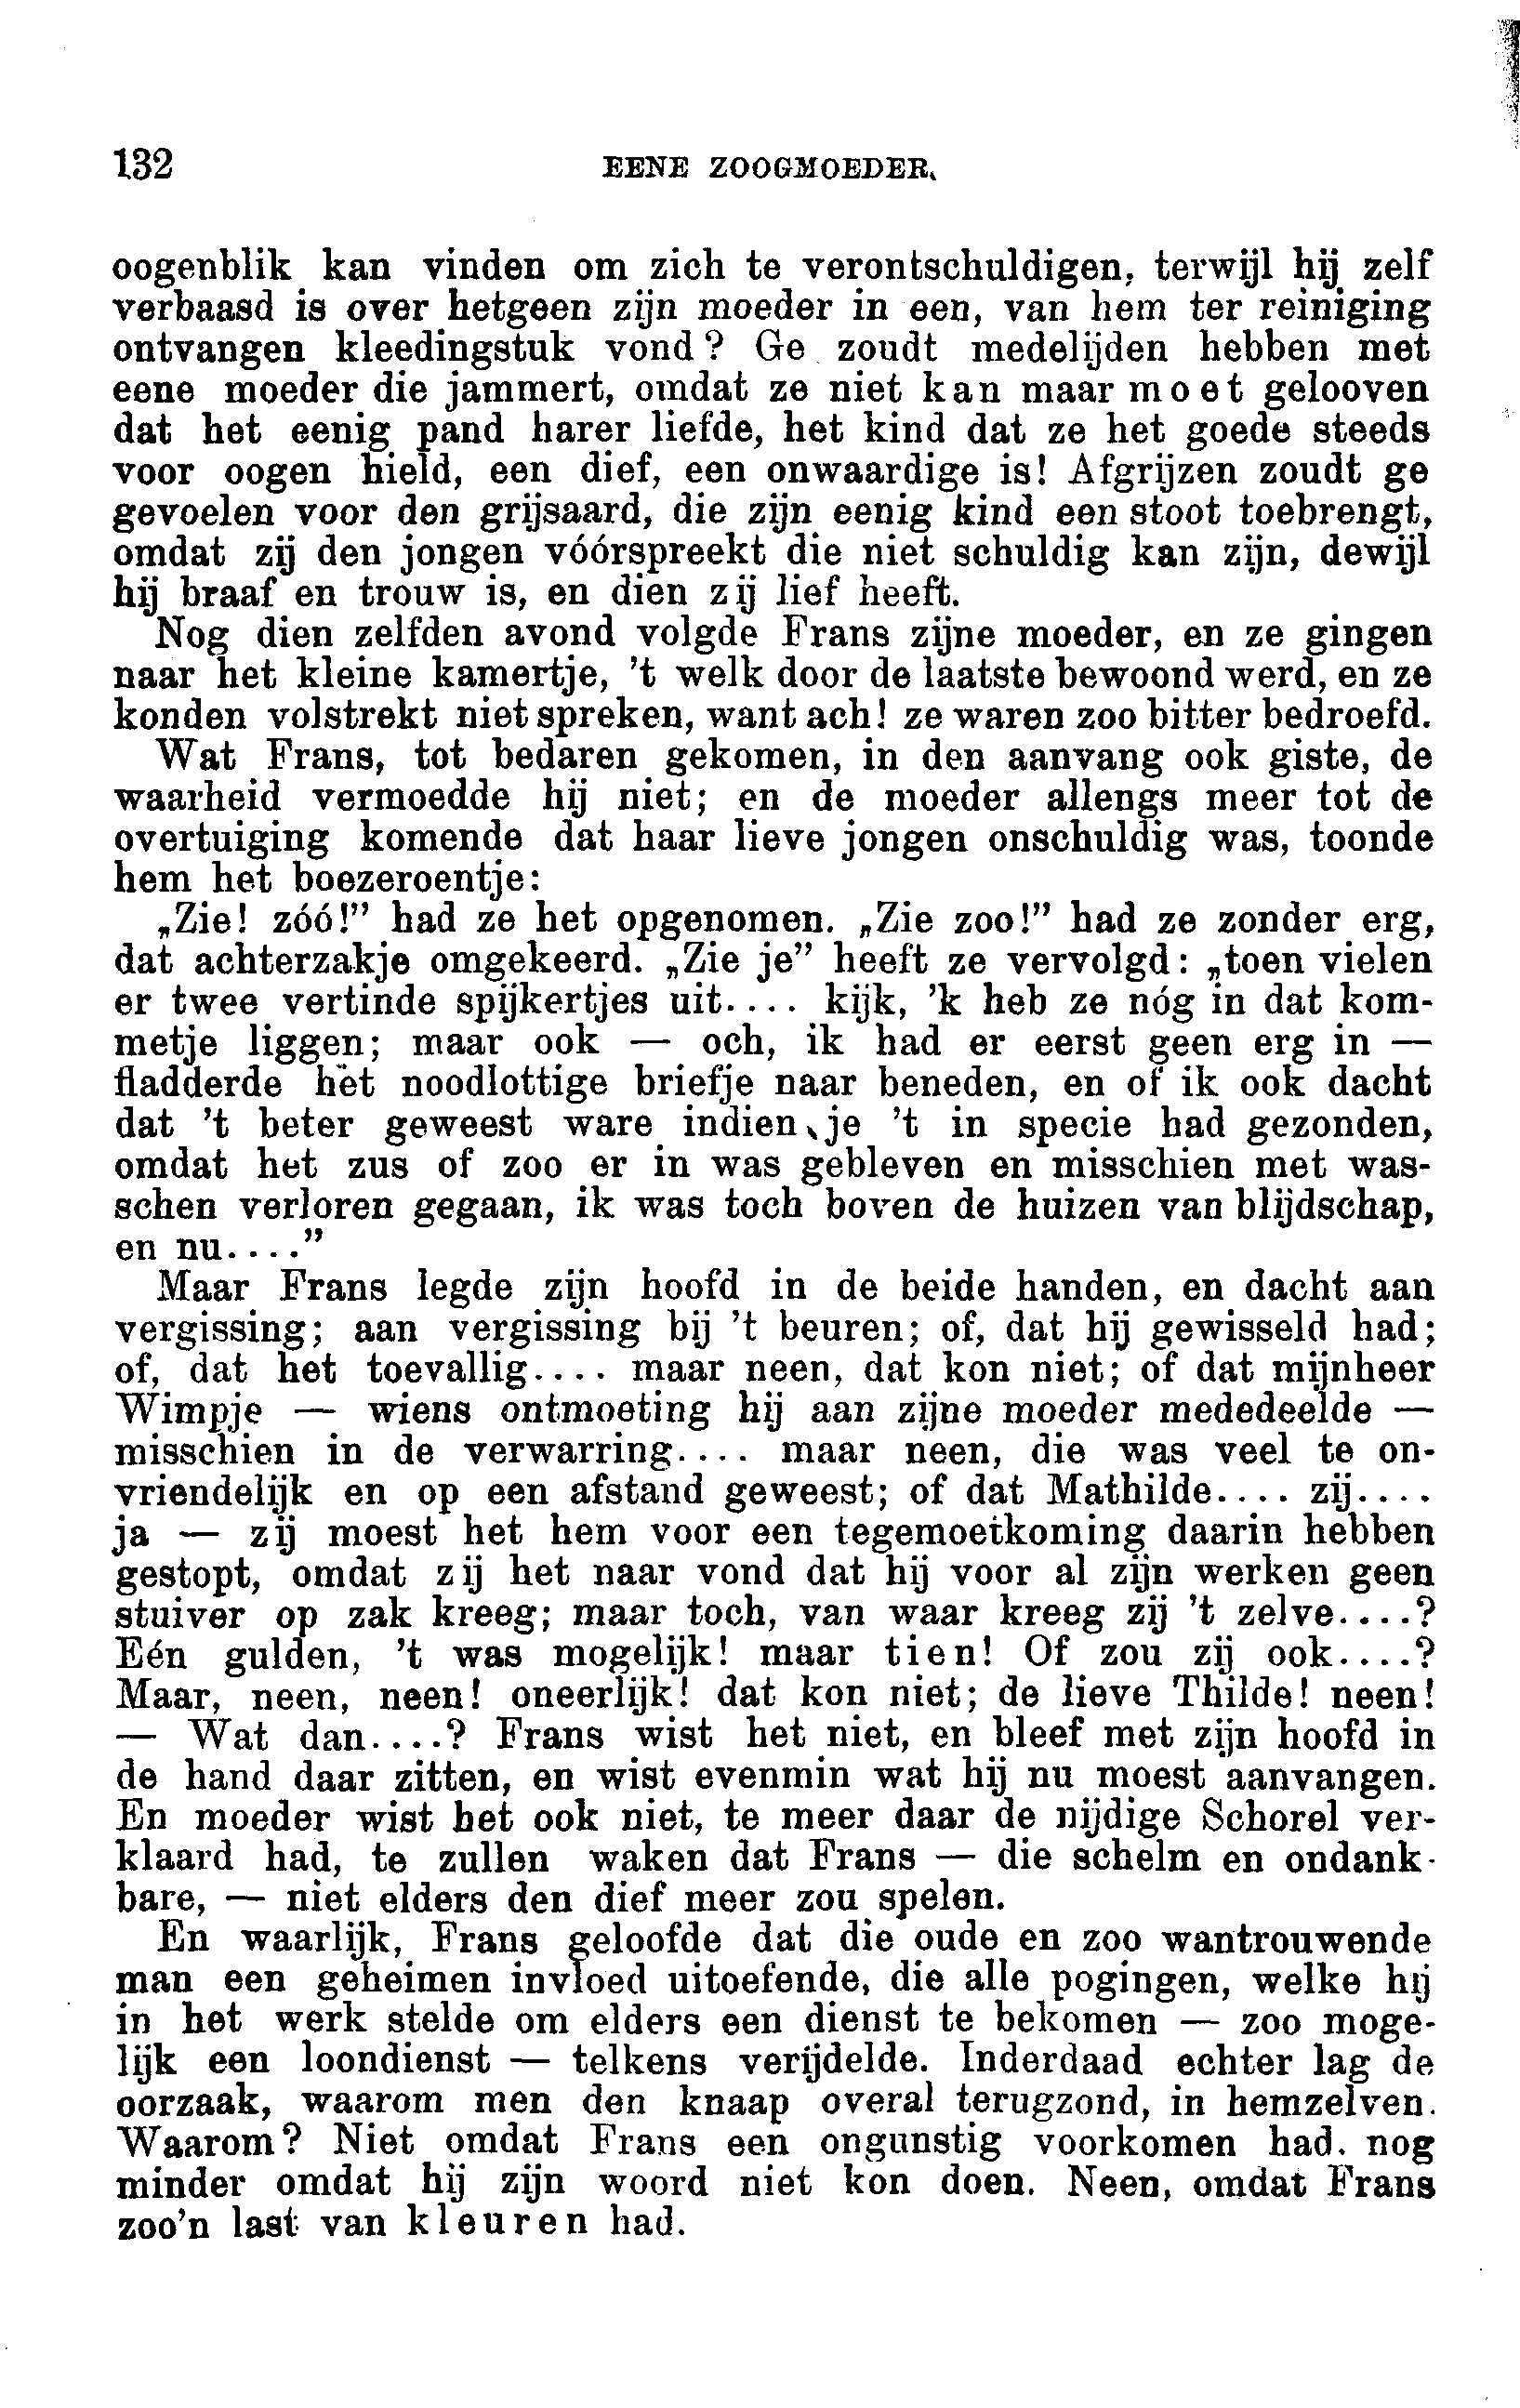 132 EENE ZOOGMOEDER.
oogenblik kan vinden om zich te verontschuldigen, terwijl hij zelf
verbaasd is over hetgeen zijn moeder in een, van hem ter reiniging
ontvangen kleedingstuk vond? Ge zoudt medelijden hebben met
eene moeder die jammert, omdat ze niet kan maar moet gelooven
dat het eenig pand harer liefde, het kind dat ze het goede steeds
voor oogen hield, een dief, een onwaardige is! Afgrijzen zoudt ge
gevoelen voor den grijsaard, die zijn eenig kind een stoot toebrengt,
omdat zij den jongen vóórspreekt die niet schuldig kan zijn, dewijl
hij braaf en trouw is, en dien zij lief heeft.
Nog dien zelfden avond volgde Frans zijne moeder, en ze gingen
naar het kleine kamertje, 't welk door de laatste bewoond werd, en ze
konden volstrekt niet spreken, want ach! ze waren zoo bitter bedroefd.
Wat Frans, tot bedaren gekomen, in den aanvang ook giste, de
waarheid vermoedde hij niet; en de moeder allengs meer tot de
overtuiging komende dat haar lieve jongen onschuldig was, toonde
hem het boezeroentje:
„Zie! zóó!” had ze het opgenomen. „Zie zoo!” had ze zonder erg,
dat achterzakje omgekeerd. „Zie je” heeft ze vervolgd: „toen vielen
er twee vertinde spijkertjes uit.... kijk, 'k heb ze nóg in dat kom-
metje liggen; maar ook — och, ik had er eerst geen erg in —
fladderde het noodlottige briefje naar beneden, en of ik ook dacht
dat 't beter geweest ware indien je 't in specie had gezonden,
omdat het zus of zoo er in was gebleven en misschien met was-
schen verloren gegaan, ik was toch boven de huizen van blijdschap,
en nu....”
Maar Frans legde zijn hoofd in de beide handen, en dacht aan
vergissing; aan vergissing bij 't beuren; of, dat hij gewisseld had;
of, dat het toevallig.... maar neen, dat kon niet; of dat mijnheer
Wimpje — wiens ontmoeting hij aan zijne moeder mededeelde —
misschien in de verwarring.... maar neen, die was veel te on-
vriendelijk en op een afstand geweest; of dat Mathilde.... zij....
ja — zij moest het hem voor een tegemoetkoming daarin hebben
gestopt, omdat zij het naar vond dat hij voor al zijn werken geen
stuiver op zak kreeg; maar toch, van waar kreeg zij 't zelve....?
Eén gulden, 't was mogelijk! maar tien! Of zou zij ook....?
Maar, neen, neen! oneerlijk! dat kon niet; de lieve Thilde! neen!
— Wat dan....? Frans wist het niet, en bleef met zijn hoofd in
de hand daar zitten, en wist evenmin wat hij nu moest aanvangen.
En moeder wist het ook niet, te meer daar de nijdige Schorel ver-
klaard had, te zullen waken dat Frans — die schelm en ondank-
bare, — niet elders den dief meer zou spelen.
En waarlijk, Frans geloofde dat die oude en zoo wantrouwende
man een geheimen invloed uitoefende, die alle pogingen, welke hij
in het werk stelde om elders een dienst te bekomen — zoo moge-
lijk een loondienst — telkens verijdelde. Inderdaad echter lag de
oorzaak, waarom men den knaap overal terugzond, in hemzelven.
Waarom? Niet omdat Frans een ongunstig voorkomen had. nog
minder omdat hij zijn woord niet kon doen. Neen, omdat Frans
zoo'n last van kleuren had.